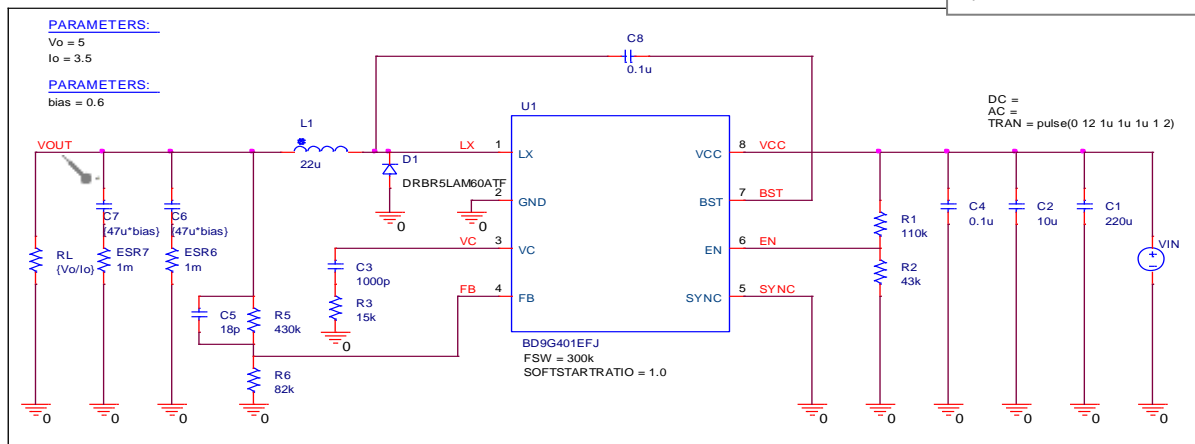 PARAMETERS:
Vo = 5
Io = 3.5
PARAMETERS:
bias = 0.6
C8
0.1u
U1
DC =
AC =
TRAN = pulse(0 12 1u 1u 1u 1 2)
VOUT
L1
22u
LX
1
LX
D1
DRBR5LAM60ATF
0
2
GND
0
VC
3
VC
FB
4
FB
VCC
8
VCC
BST
7
BST
EN
6
EN
SYNC
5
SYNC
BD9G401EFJ
FSW = 300k
SOFTSTARTRATIO = 1.0
C7
{47u*bias}
C6
{47u*bias}
RL
{Vo/Io}
ESR7
1m
ESR6
1m
C3
1000p
R3
15k
0
C5
18p
R5
430k
R6
82k
R1
110k
R2
43k
C4
0.1u
C2
10u
C1
220u
VIN
0
0
0
0
0
0
0
0
0
0